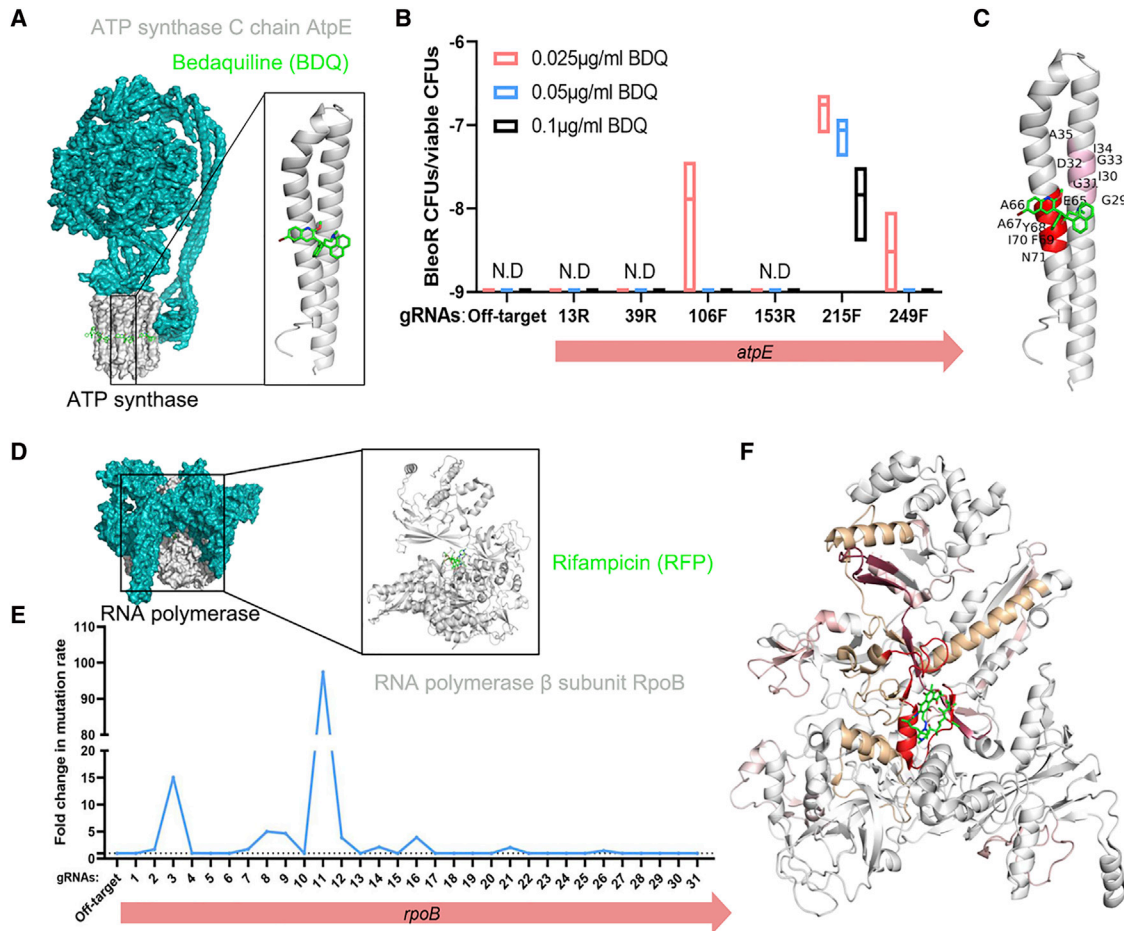 A
ATP synthase C chain AtpE
Bedaquiline (BDQ)
ATP synthase
B
BleoR CFUs/viable CFUs
-6
-7
-8
-9
0.025µg/ml BDQ
0.05µg/ml BDQ
0.1µg/ml BDQ
N.D N.D N.D N.D
gRNAs: Off-target 13R 39R 106F 153R 215F 249F
atpE
C
A35
I34
D32
G33
I30
G31
E65
G29
A66
A67
Y68
I70 F69
N71
D
RNA polymerase
Rifampicin (RFP)
RNA polymerase β subunit RpoB
E
Fold change in mutation rate
110
100
90
80
20
15
10
5
1
gRNAs:
Off-target 1 2 3 4 5 6 7 8 9 10 11 12 13 14 15 16 17 18 19 20 21 22 23 24 25 26 27 28 29 30 31
rpoB
F